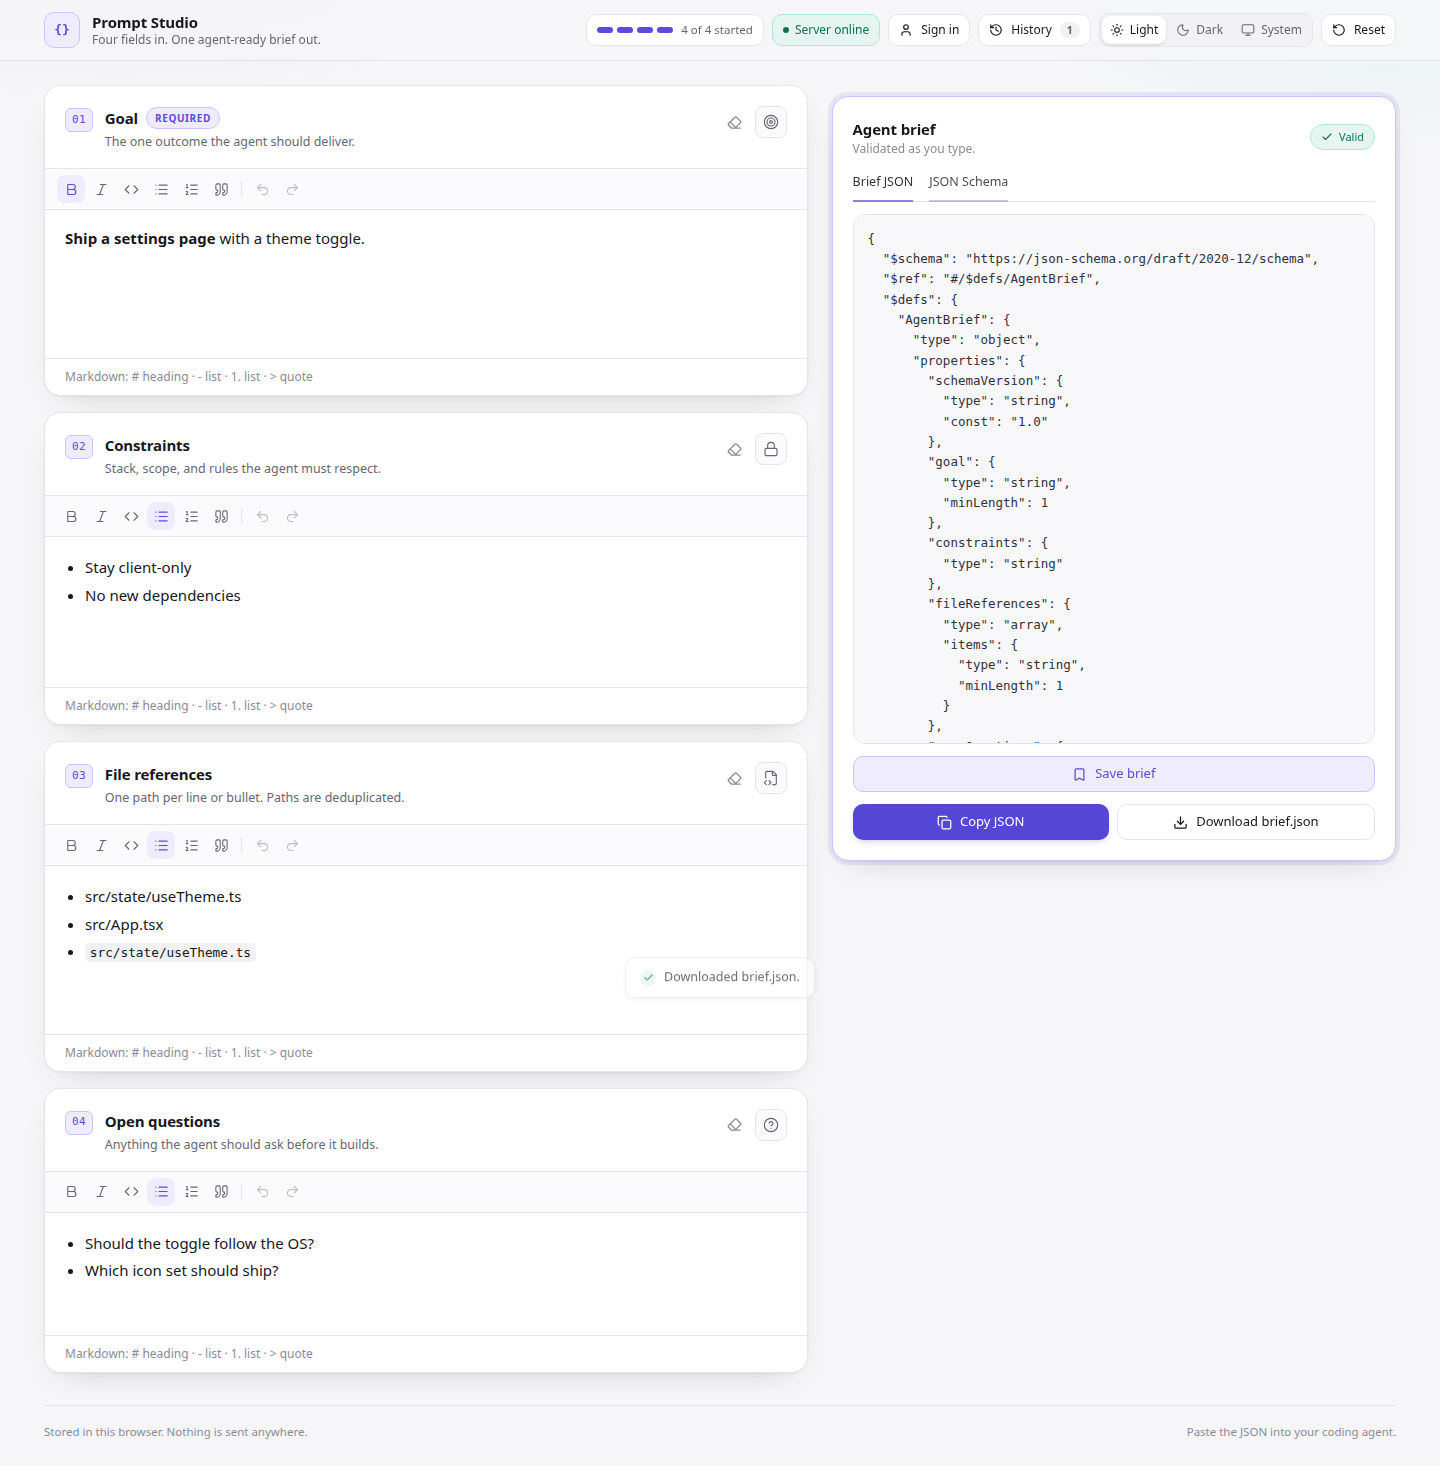 {} Prompt Studio
Four fields in. One agent-ready brief out.
4 of 4 started
Server online
Sign in
History 1
Light
Dark
System
Reset
01 Goal REQUIRED
The one outcome the agent should deliver.
Ship a settings page with a theme toggle.
Markdown: # heading · - list · 1. list · > quote
02 Constraints
Stack, scope, and rules the agent must respect.
• Stay client-only
• No new dependencies
Markdown: # heading · - list · 1. list · > quote
03 File references
One path per line or bullet. Paths are deduplicated.
• src/state/useTheme.ts
• src/App.tsx
• src/state/useTheme.ts
Downloaded brief.json.
Markdown: # heading · - list · 1. list · > quote
04 Open questions
Anything the agent should ask before it builds.
• Should the toggle follow the OS?
• Which icon set should ship?
Markdown: # heading · - list · 1. list · > quote
Agent brief
Validated as you type.
Valid
Brief JSON
JSON Schema
{
  "$schema": "https://json-schema.org/draft/2020-12/schema",
  "$ref": "#/$defs/AgentBrief",
  "$defs": {
    "AgentBrief": {
      "type": "object",
      "properties": {
        "schemaVersion": {
          "type": "string",
          "const": "1.0"
        },
        "goal": {
          "type": "string",
          "minLength": 1
        },
        "constraints": {
          "type": "string"
        },
        "fileReferences": {
          "type": "array",
          "items": {
            "type": "string",
            "minLength": 1
          }
        },
Save brief
Copy JSON
Download brief.json
Stored in this browser. Nothing is sent anywhere.
Paste the JSON into your coding agent.